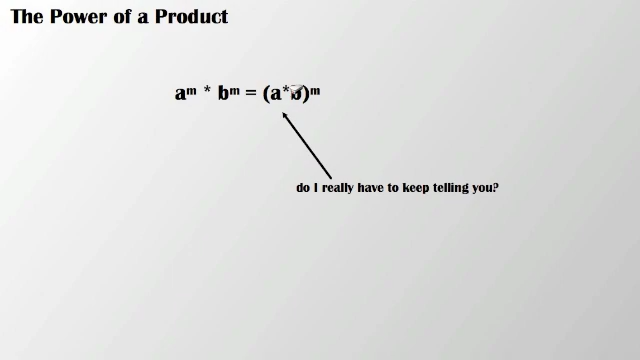 The Power of a Product
aᵐ * bᵐ = (a*b)ᵐ
do I really have to keep telling you?